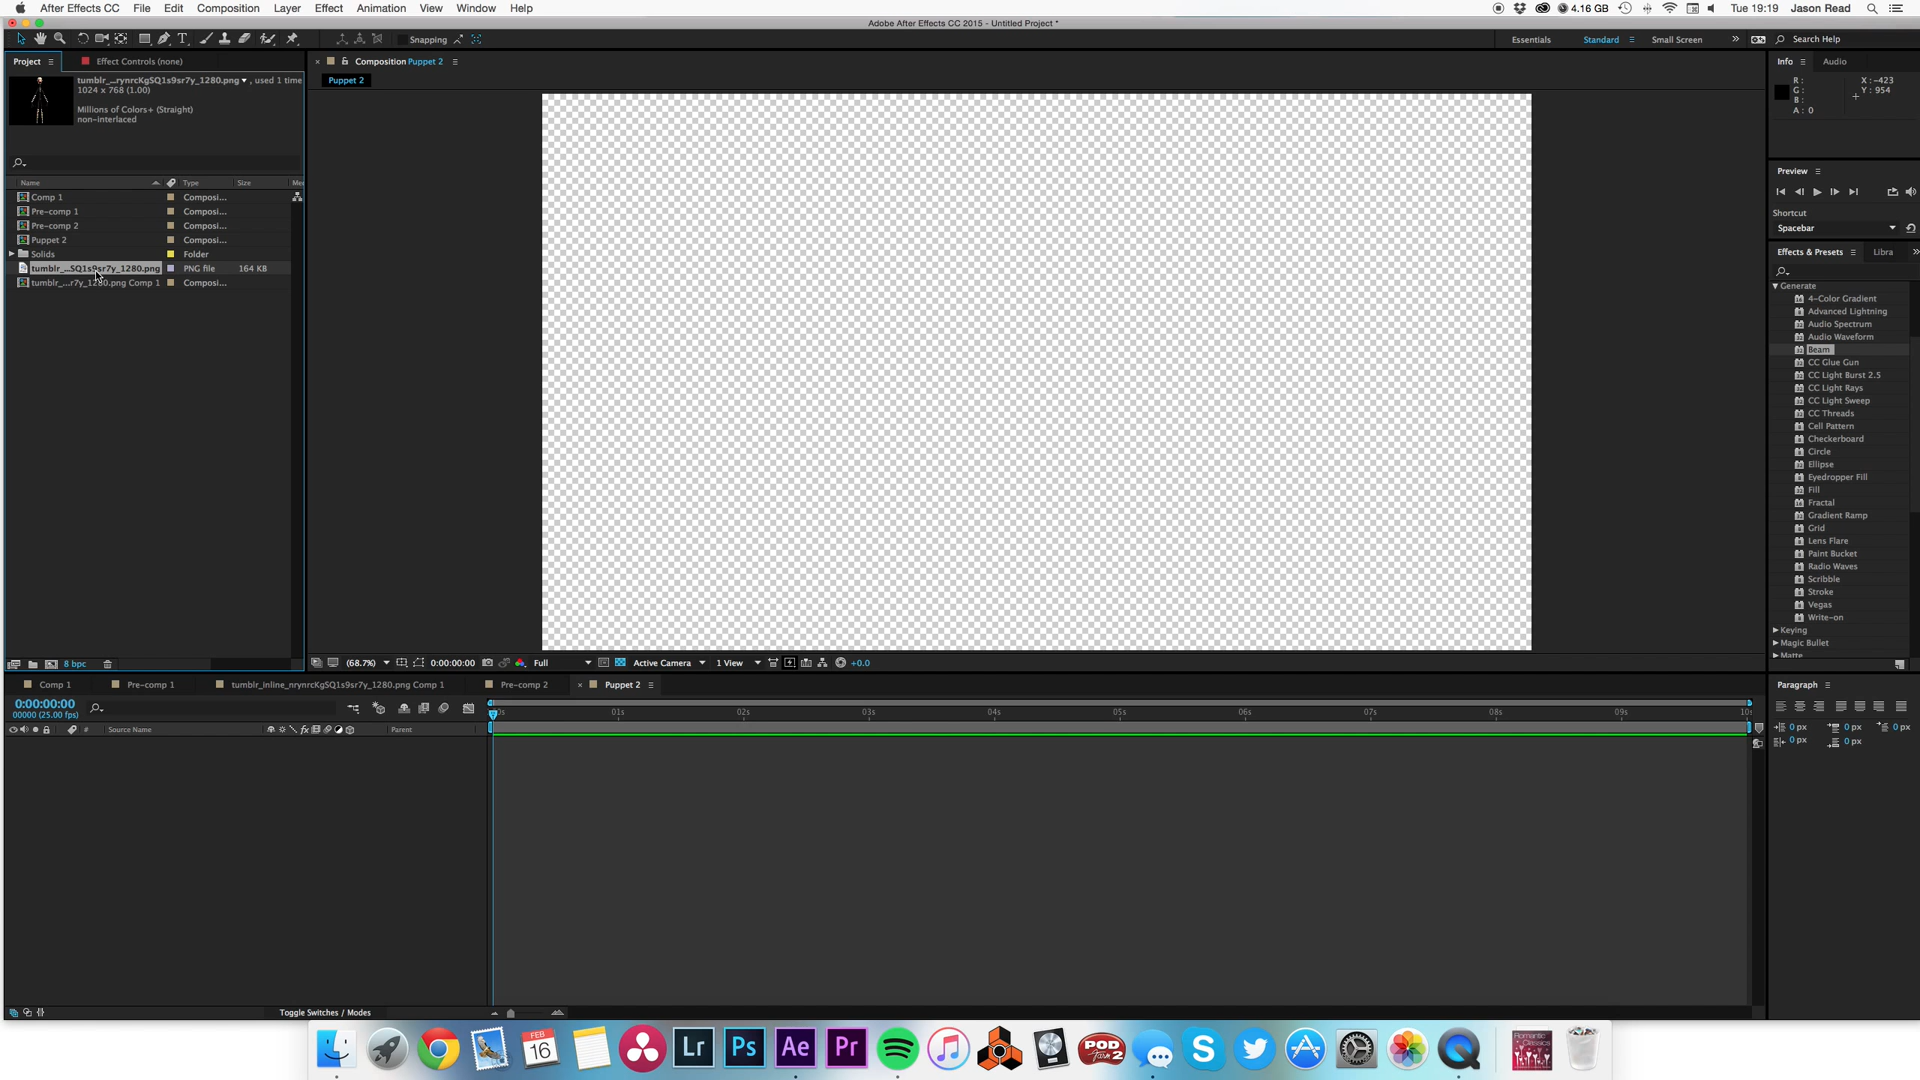 After Effects CC File Edit Composition Layer Effect Animation View Window Help 4.16 GB Tue 19:19 Jason Read
Adobe After Effects CC 2015 - Untitled Project *
Snapping Essentials Standard Small Screen Search Help
Project Effect Controls (none) Composition Puppet 2 Info Audio
tumblr_...rynrcKgSQ1s9sr7y_1280.png, used 1 time
1024 x 768 (1.00)
Millions of Colors+ (Straight)
non-interlaced
Puppet 2
R : X : -423
G : Y : 954
B :
A : 0
Preview
Shortcut
Spacebar
Name Type Size Me
Comp 1 Composi...
Pre-comp 1 Composi...
Pre-comp 2 Composi...
Puppet 2 Composi...
Solids Folder
tumblr_...SQ1s9sr7y_1280.png PNG file 164 KB
tumblr_...r7y_1280.png Comp 1 Composi...
Effects & Presets Libra
Generate
4-Color Gradient
Advanced Lightning
Audio Spectrum
Audio Waveform
Beam
CC Glue Gun
CC Light Burst 2.5
CC Light Rays
CC Light Sweep
CC Threads
Cell Pattern
Checkerboard
Circle
Ellipse
Eyedropper Fill
Fill
Fractal
Gradient Ramp
Grid
Lens Flare
Paint Bucket
Radio Waves
Scribble
Stroke
Vegas
Write-on
Keying
Magic Bullet
Matte
8 bpc (68.7%) 0:00:00:00 Full Active Camera 1 View +0.0
Comp 1 Pre-comp 1 tumblr_inline_nrynrcKgSQ1s9sr7y_1280.png Comp 1 Pre-comp 2 Puppet 2
0:00:00:00
00000 (25.00 fps)
01s 02s 03s 04s 05s 06s 07s 08s 09s
# Source Name Parent
Paragraph
0 px 0 px 0 px
0 px 0 px
Toggle Switches / Modes
FEB
16
Lr Ps Ae Pr POD
Farm
2
Romantic
Classics